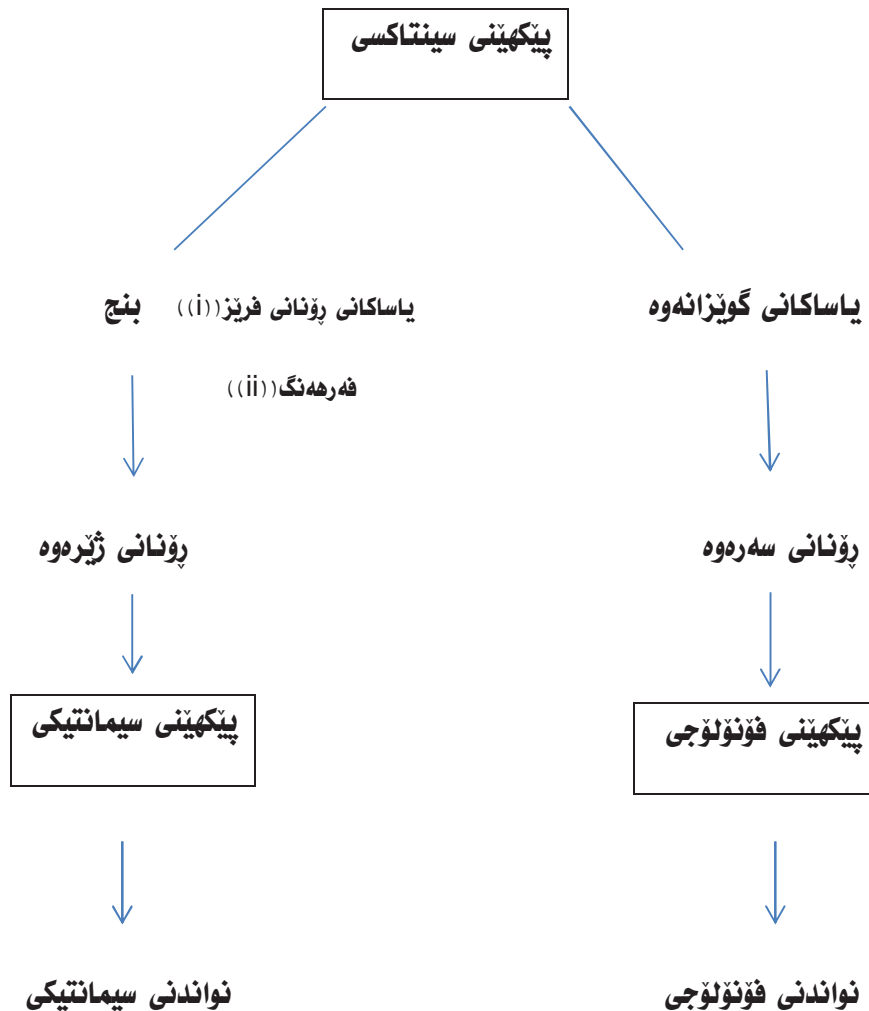 پێکهێنی سینتاکسی
یاساکانی گوێزانەوە
بنج
یاساکانی ڕۆنانی فرێز((i))
فەرهەنگ((ii))
ڕۆنانی سەرەوە
ڕۆنانی ژێرەوە
پێکهێنی فۆنۆلۆجی
پێکهێنی سیمانتیکی
نواندنی فۆنۆلۆجی
نواندنی سیمانتیکی